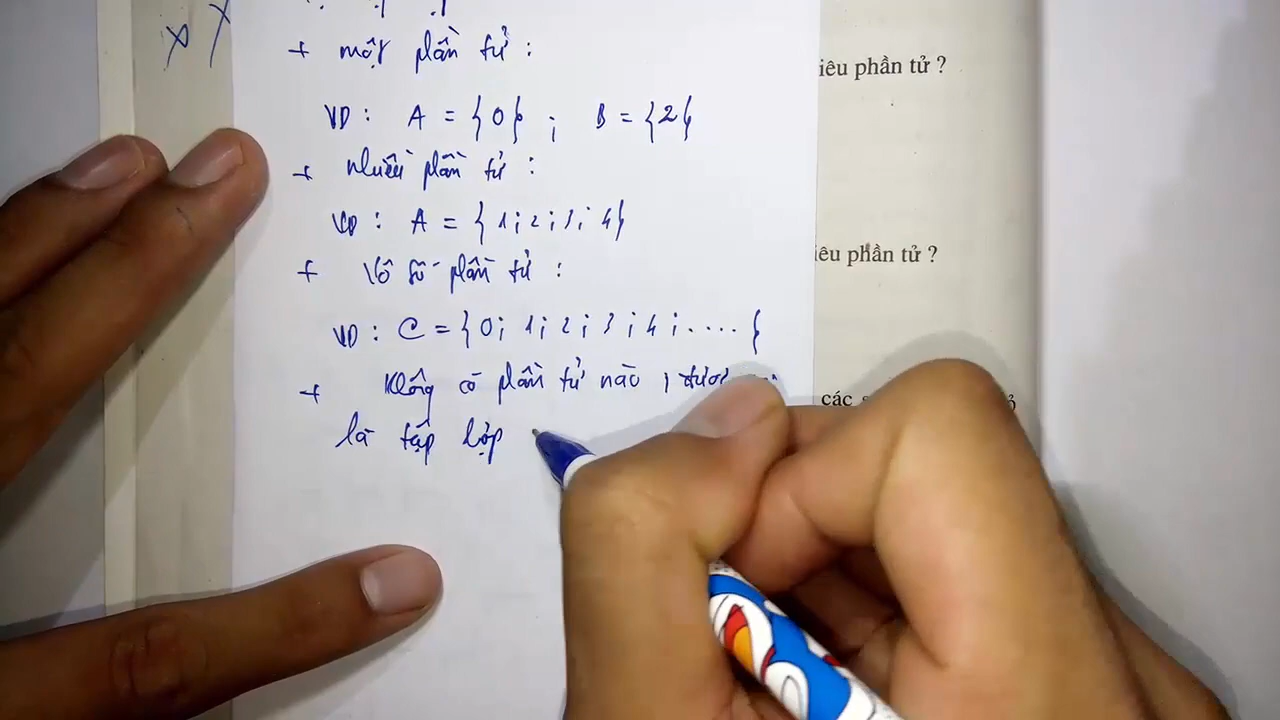 + một phần tử :
VD : A = {0} ; B = {2}
+ nhiều phần tử :
VD : A = {1; 2; 3; 4}
+ Vô số phần tử :
VD : C = {0; 1; 2; 3; 4; ....}
+ Không có phần tử nào, được
là tập hợp
iêu phần tử ?
iêu phần tử ?
các